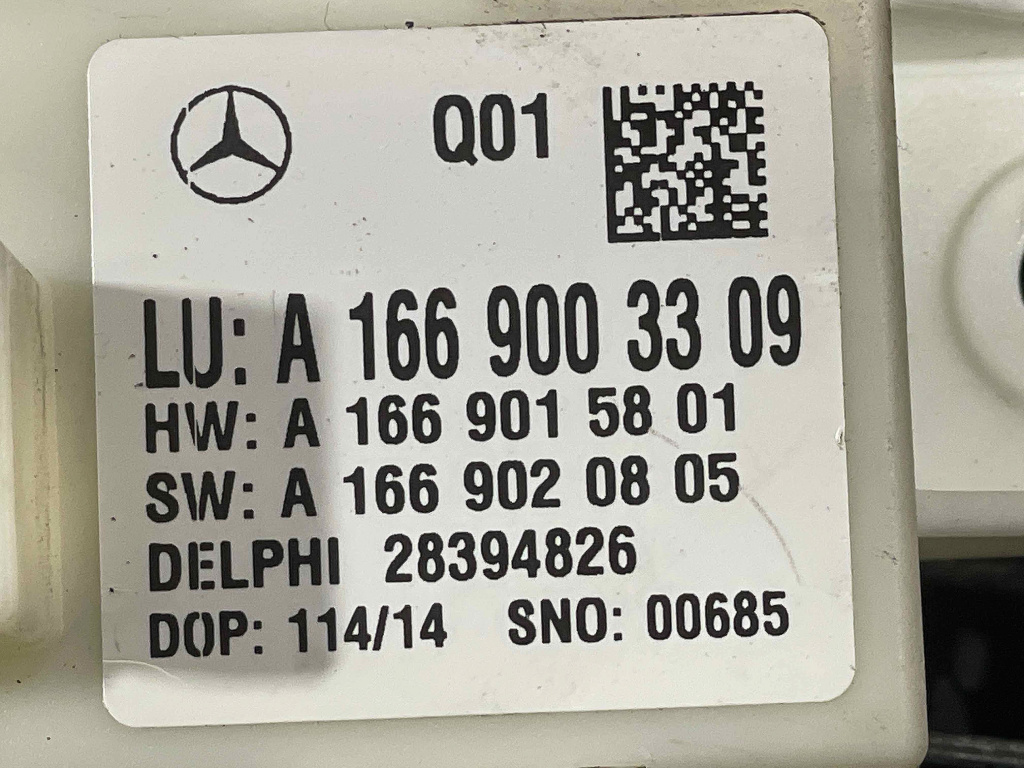 Q01
LU: A 166 900 33 09
HW: A 166 901 58 01
SW: A 166 902 08 05
DELPHI 28394826
DOP: 114/14 SNO: 00685